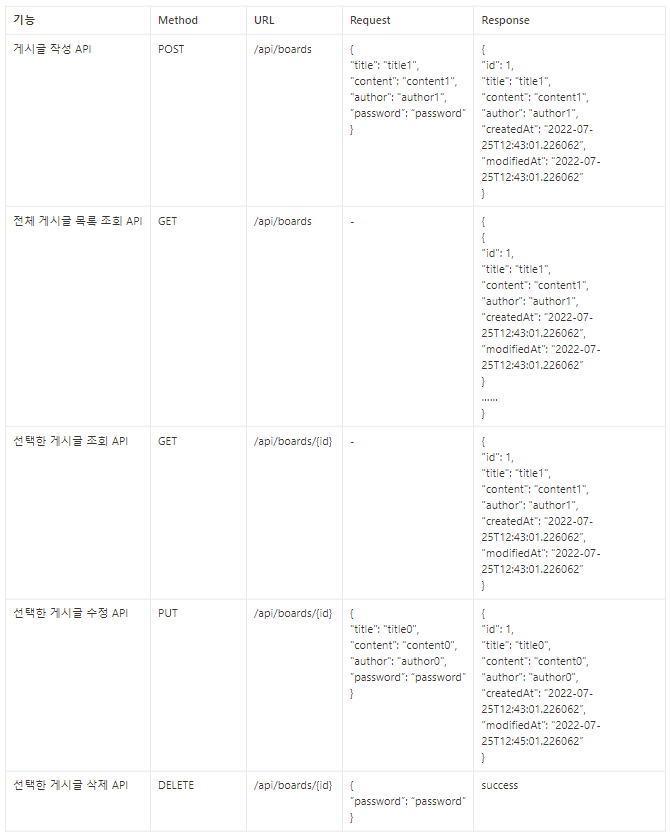 기능 Method URL Request Response
게시글 작성 API POST /api/boards { {
"title": "title1", "id": 1,
"content": "content1", "title": "title1",
"author": "author1", "content": "content1",
"password": "password" "author": "author1",
} "createdAt": "2022-07-
25T12:43:01.226062",
"modifiedAt": "2022-07-
25T12:43:01.226062"
}
전체 게시글 목록 조회 API GET /api/boards - {
{
"id": 1,
"title": "title1",
"content": "content1",
"author": "author1",
"createdAt": "2022-07-
25T12:43:01.226062",
"modifiedAt": "2022-07-
25T12:43:01.226062"
}
......
}
선택한 게시글 조회 API GET /api/boards/{id} - {
"id": 1,
"title": "title1",
"content": "content1",
"author": "author1",
"createdAt": "2022-07-
25T12:43:01.226062",
"modifiedAt": "2022-07-
25T12:43:01.226062"
}
선택한 게시글 수정 API PUT /api/boards/{id} { {
"title": "title0", "id": 1,
"content": "content0", "title": "title0",
"author": "author0", "content": "content0",
"password": "password" "author": "author0",
} "createdAt": "2022-07-
25T12:43:01.226062",
"modifiedAt": "2022-07-
25T12:45:01.226062"
}
선택한 게시글 삭제 API DELETE /api/boards/{id} { success
"password": "password"
}